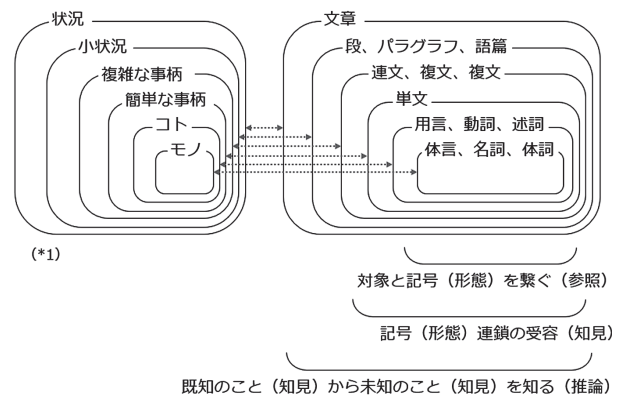 状況
小状況
複雑な事柄
簡単な事柄
コト
モノ
文章
段、パラグラフ、語篇
連文、複文、複文
単文
用言、動詞、述詞
体言、名詞、体詞
(*1)
対象と記号（形態）を繋ぐ（参照）
記号（形態）連鎖の受容（知見）
既知のこと（知見）から未知のこと（知見）を知る（推論）